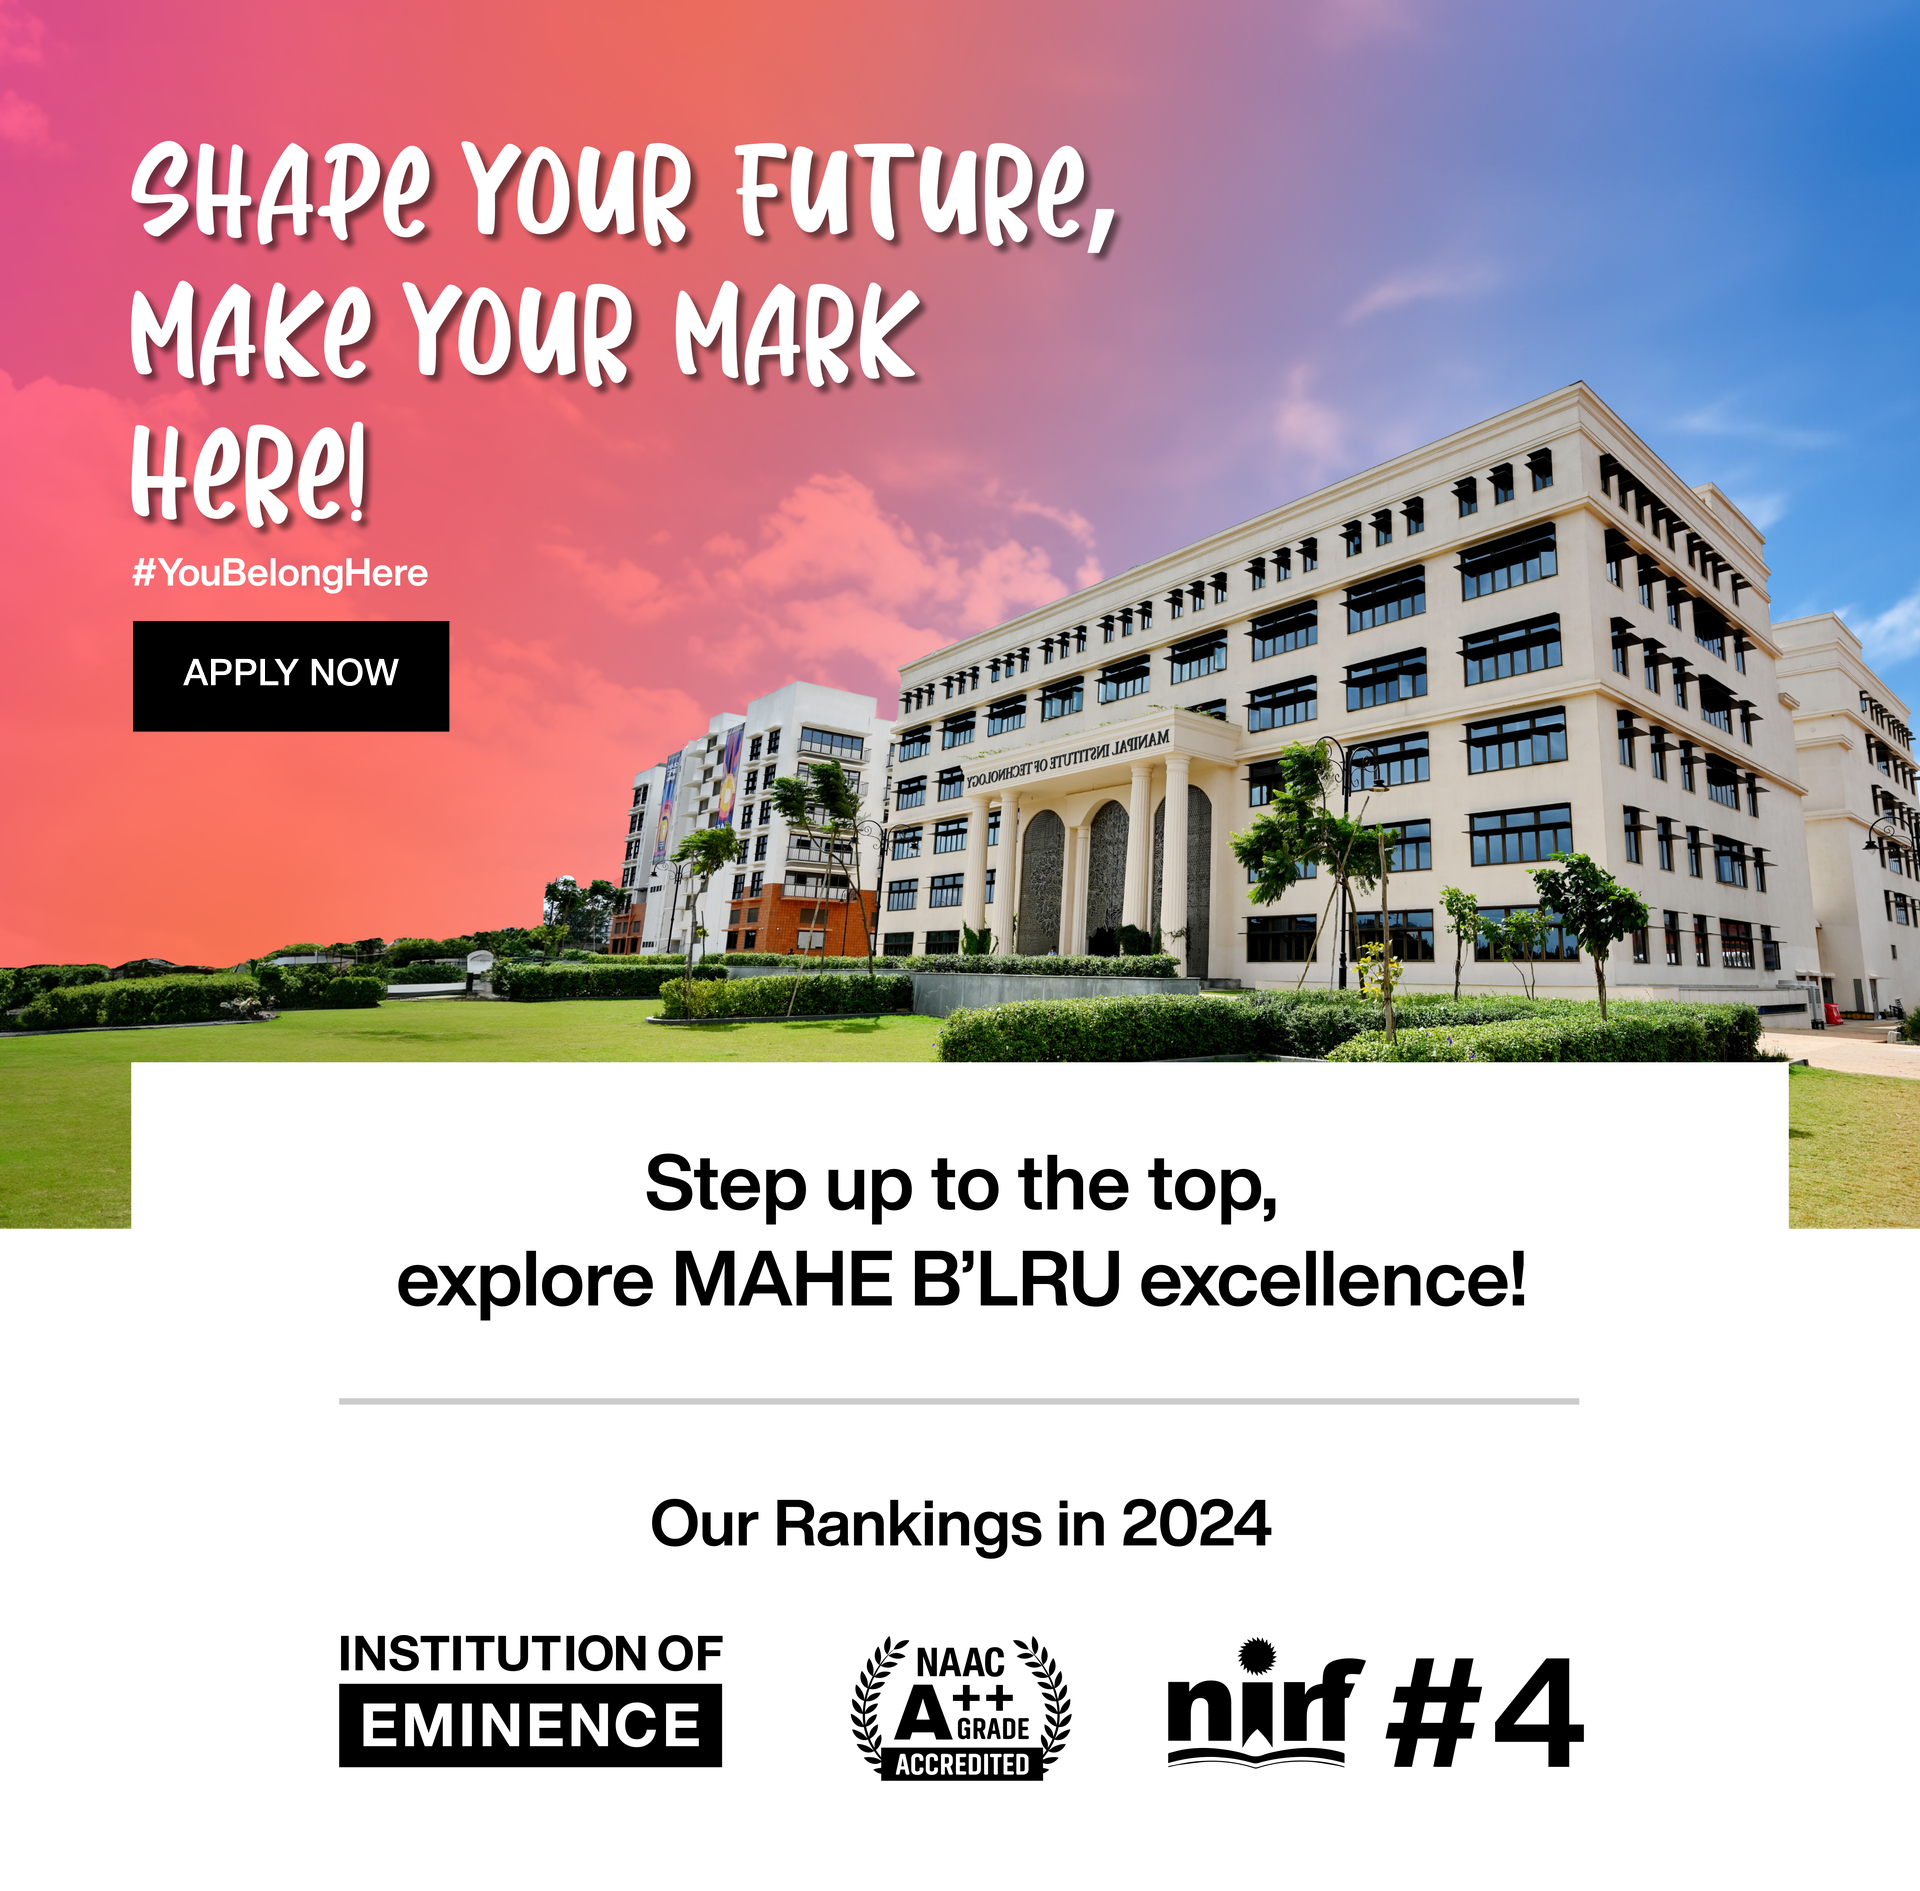 SHAPE YOUR FUTURE,
MAKE YOUR MARK
HERE!
#YouBelongHere
APPLY NOW
MANIPAL INSTITUTE OF TECHNOLOGY
Step up to the top,
explore MAHE B’LRU excellence!
Our Rankings in 2024
INSTITUTION OF
EMINENCE
NAAC
A++
GRADE
ACCREDITED
nirf #4